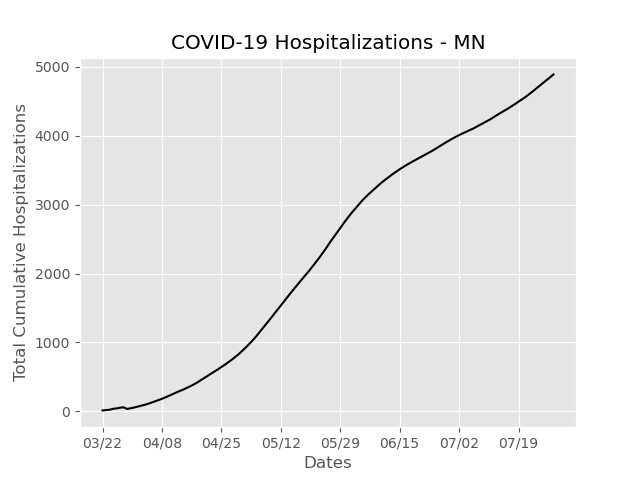 COVID-19 Hospitalizations - MN
Total Cumulative Hospitalizations
5000
4000
3000
2000
1000
0
03/22 04/08 04/25 05/12 05/29 06/15 07/02 07/19
Dates